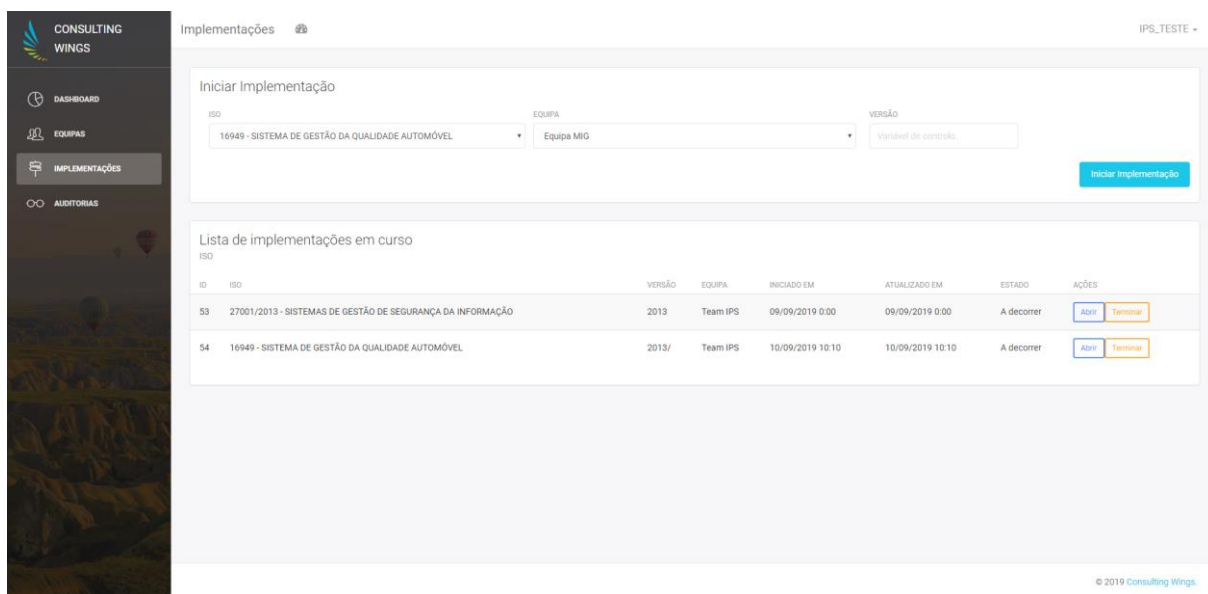 CONSULTING
WINGS
DASHBOARD
EQUIPAS
IMPLEMENTAÇÕES
AUDITORIAS
Implementações
IPS_TESTE
Iniciar Implementação
ISO EQUIPA VERSÃO
16949 - SISTEMA DE GESTÃO DA QUALIDADE AUTOMÓVEL Equipa MIG Variável de controlo.
Iniciar Implementação
Lista de implementações em curso
ISO
ID ISO VERSÃO EQUIPA INICIADO EM ATUALIZADO EM ESTADO AÇÕES
53 27001/2013 - SISTEMAS DE GESTÃO DE SEGURANÇA DA INFORMAÇÃO 2013 Team IPS 09/09/2019 0:00 09/09/2019 0:00 A decorrer Abrir Terminar
54 16949 - SISTEMA DE GESTÃO DA QUALIDADE AUTOMÓVEL 2013/ Team IPS 10/09/2019 10:10 10/09/2019 10:10 A decorrer Abrir Terminar
© 2019 Consulting Wings.